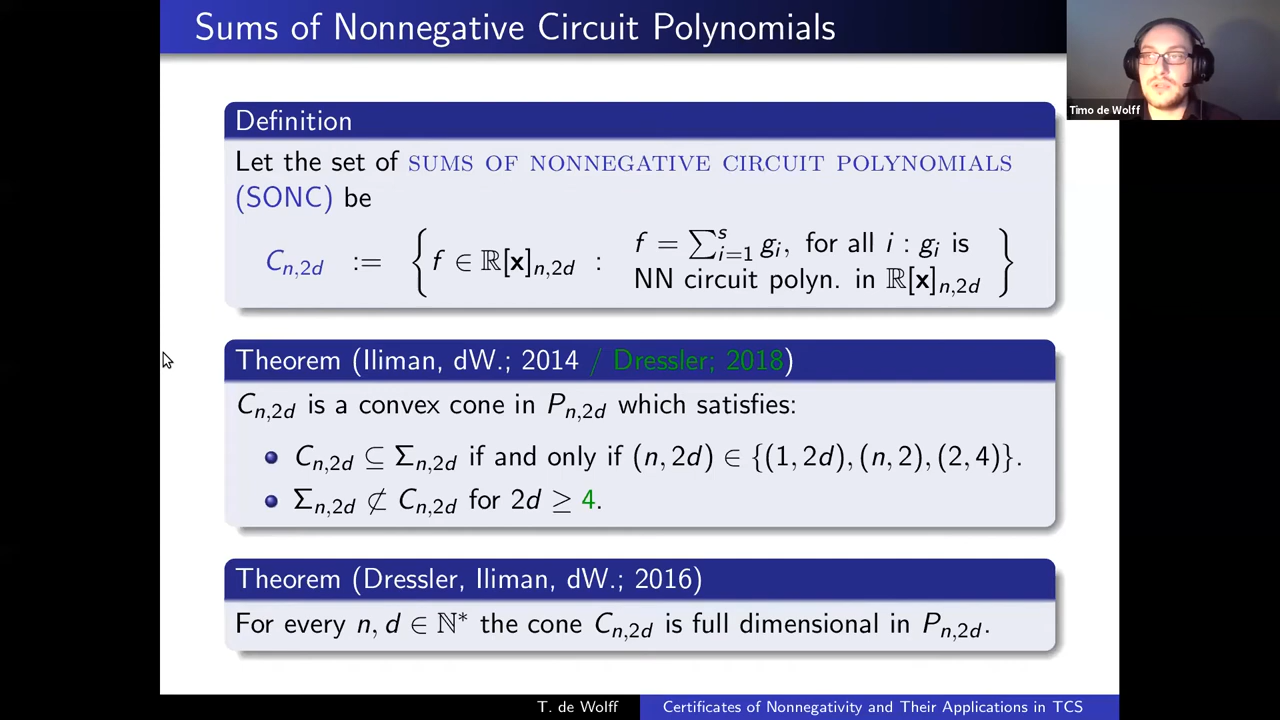 Sums of Nonnegative Circuit Polynomials
Timo de Wolff
Definition
Let the set of SUMS OF NONNEGATIVE CIRCUIT POLYNOMIALS
(SONC) be
C_{n,2d} := { f ∈ ℝ[x]_{n,2d} : f = ∑_{i=1}^{s} g_i, for all i : g_i is
NN circuit polyn. in ℝ[x]_{n,2d} }
Theorem (Iliman, dW.; 2014 / Dressler; 2018)
C_{n,2d} is a convex cone in P_{n,2d} which satisfies:
C_{n,2d} ⊆ Σ_{n,2d} if and only if (n, 2d) ∈ {(1, 2d), (n, 2), (2, 4)}.
Σ_{n,2d} ⊄ C_{n,2d} for 2d ≥ 4.
Theorem (Dressler, Iliman, dW.; 2016)
For every n, d ∈ ℕ* the cone C_{n,2d} is full dimensional in P_{n,2d}.
T. de Wolff
Certificates of Nonnegativity and Their Applications in TCS